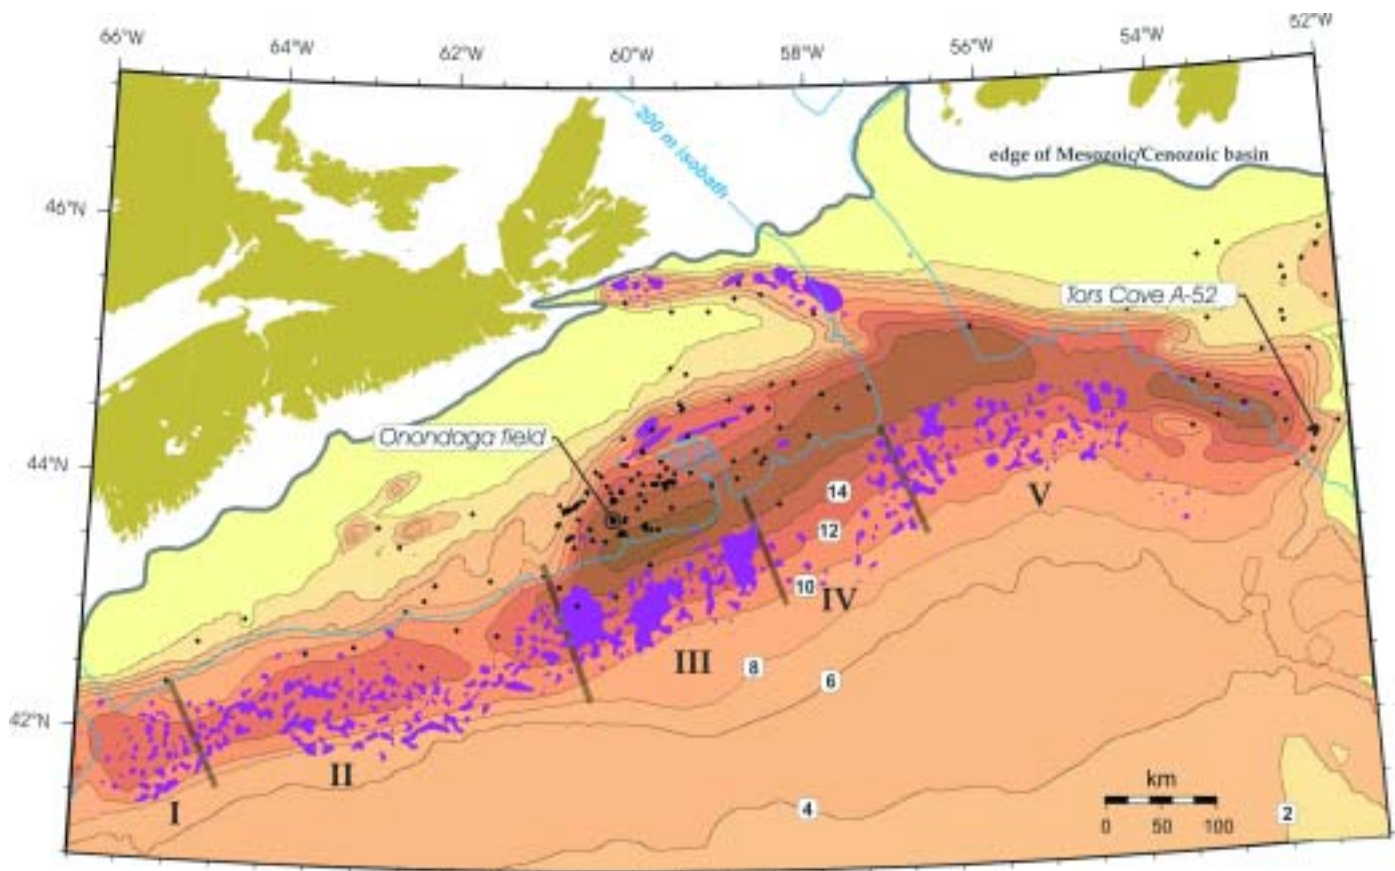 66°W
64°W
62°W
60°W
58°W
56°W
54°W
52°W
200 m isobath
edge of Mesozoic/Cenozoic basin
46°N
Tors Cove A-52
Onondaga field
44°N
14
V
12
10
IV
III
8
6
42°N
II
km
I
4
2
0 50 100